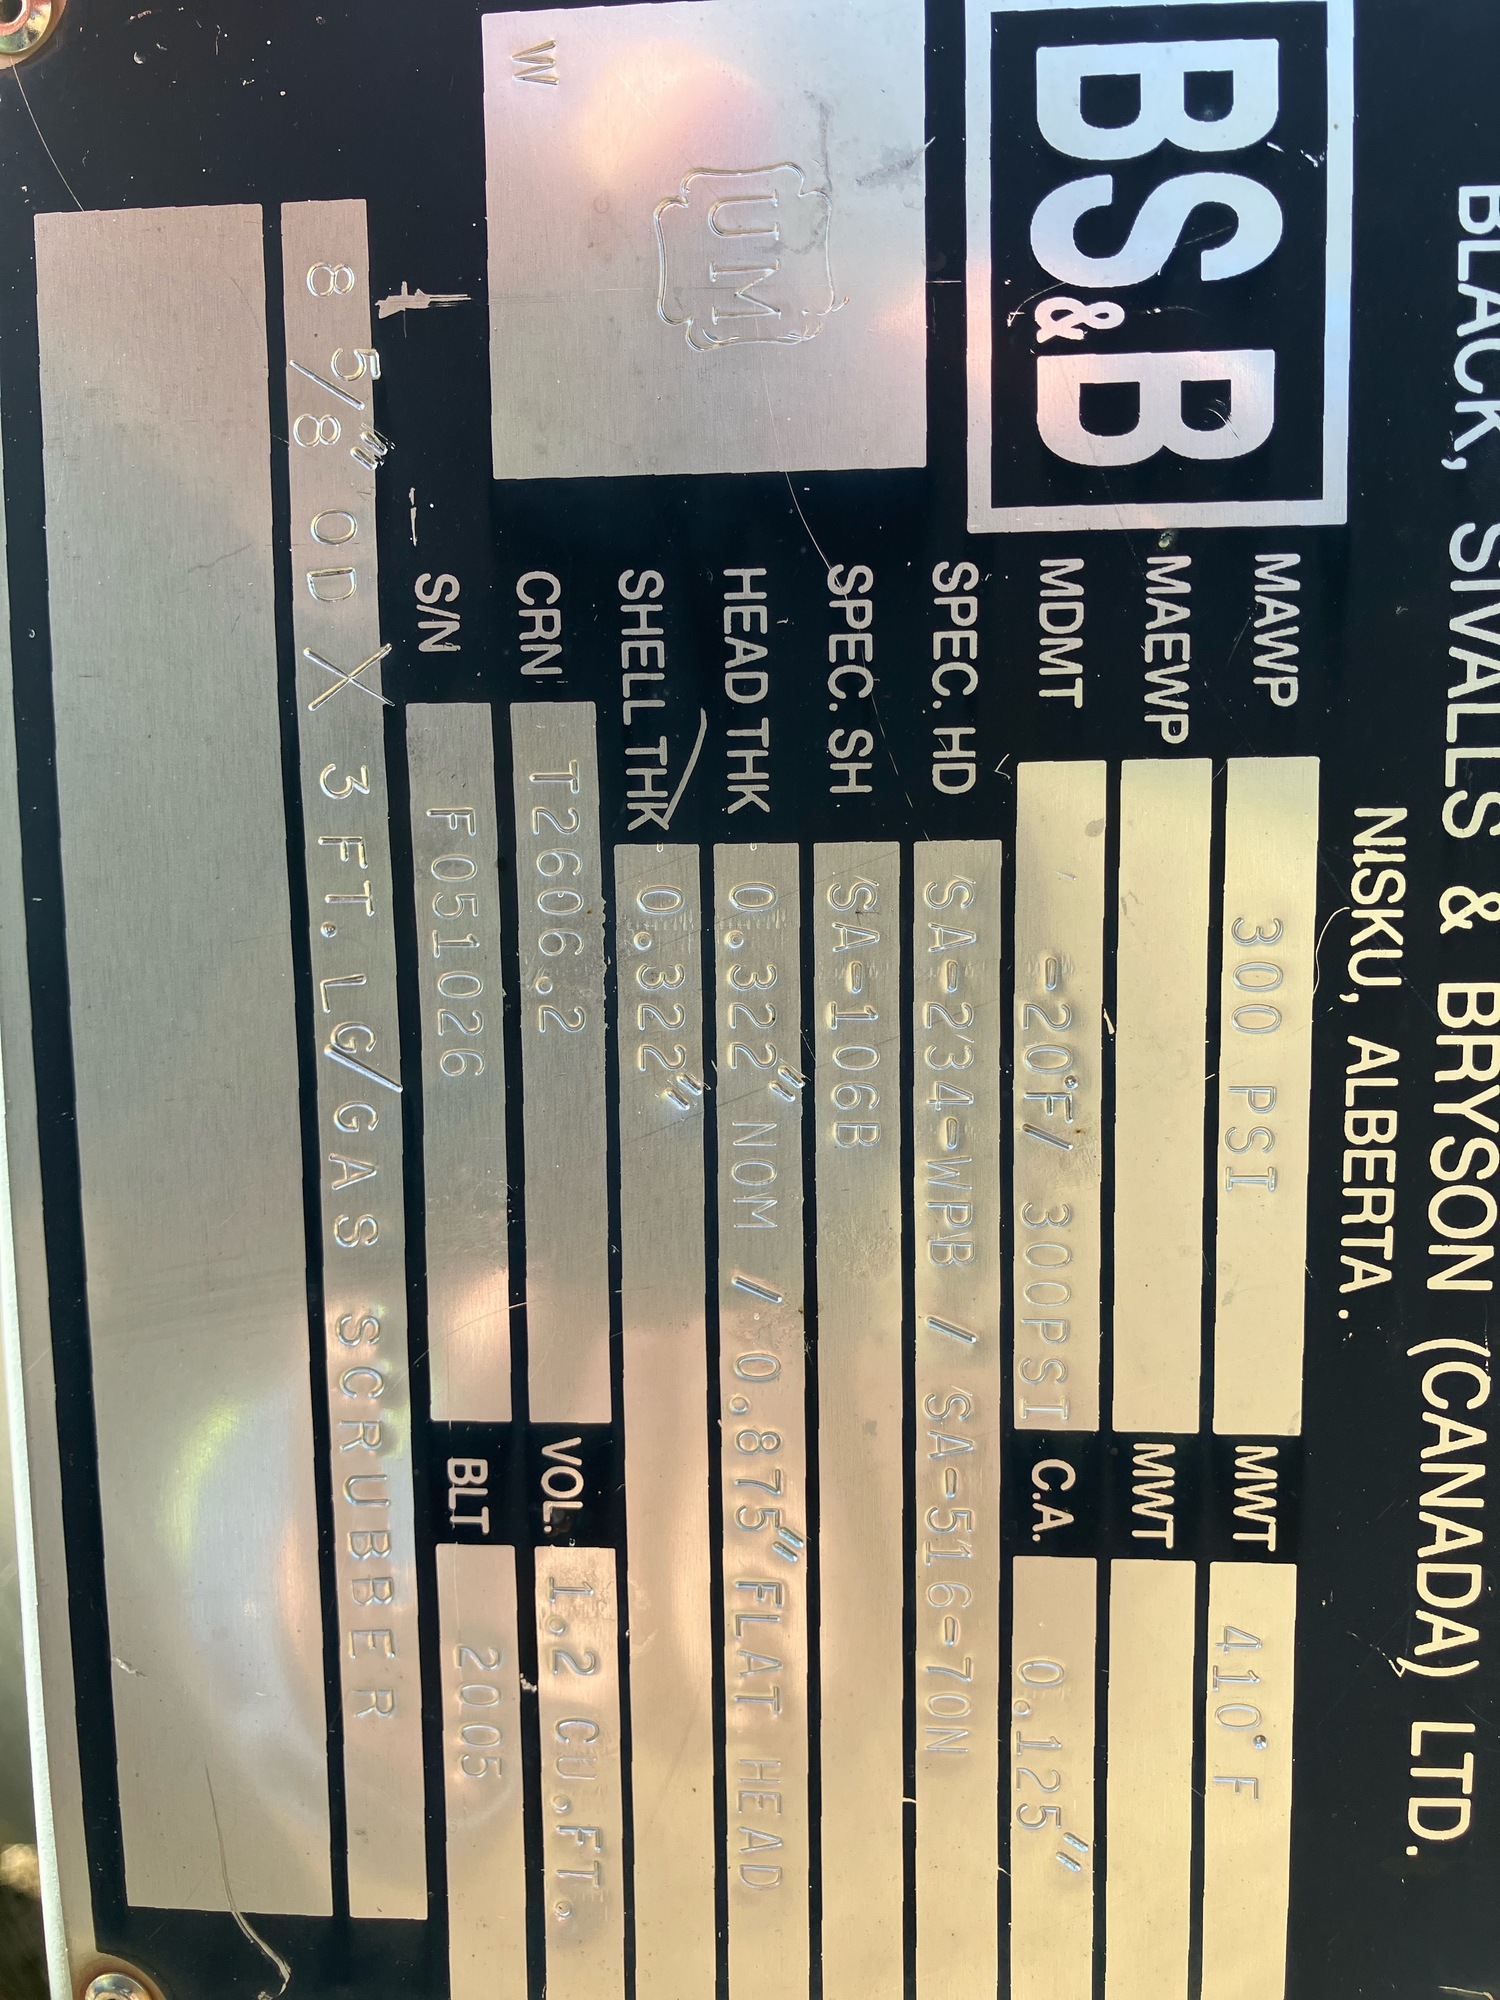 BLACK, SIVALLS & BRYSON (CANADA) LTD.
NISKU, ALBERTA.
BS&B
MAWP 300 PSI MWT 410°F
MAEWP MWT
MDMT -20°F/ 300PSI C.A. 0.125"
SPEC. HD SA-234-WPB / SA-516-70N
SPEC. SH SA-106B
HEAD THK 0.322" NOM / 0.875" FLAT HEAD
SHELL THK 0.322"
CRN T2606.2 VOL. 1.2 CU.FT.
S/N F051026 BLT 2005
8 5/8" OD X 3 FT. LG/GAS SCRUBBER
UM
W